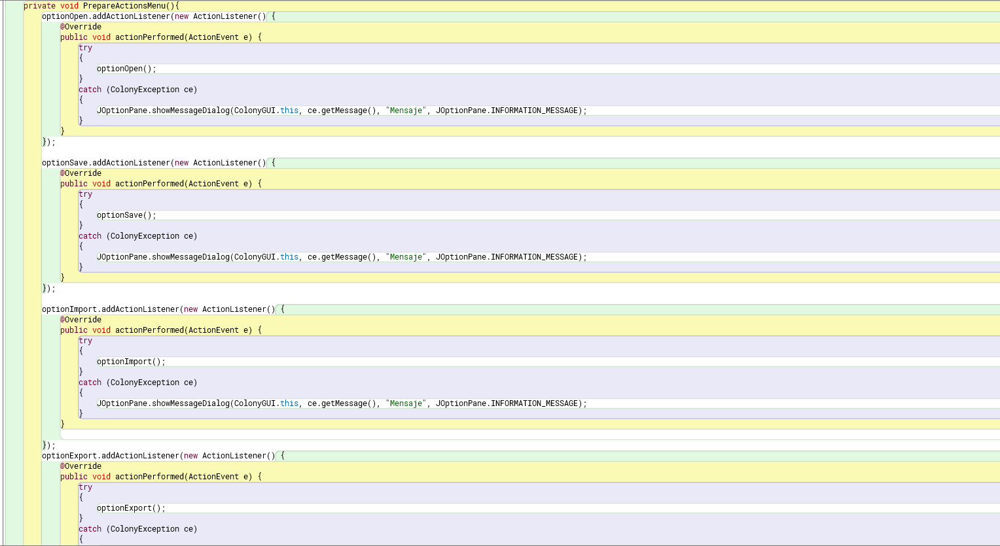 private void PrepareActionsMenu(){
optionOpen.addActionListener(new ActionListener() {
@Override
public void actionPerformed(ActionEvent e) {
try
{
optionOpen();
}
catch (ColonyException ce)
{
JOptionPane.showMessageDialog(ColonyGUI.this, ce.getMessage(), "Mensaje", JOptionPane.INFORMATION_MESSAGE);
}
}
});
optionSave.addActionListener(new ActionListener() {
@Override
public void actionPerformed(ActionEvent e) {
try
{
optionSave();
}
catch (ColonyException ce)
{
JOptionPane.showMessageDialog(ColonyGUI.this, ce.getMessage(), "Mensaje", JOptionPane.INFORMATION_MESSAGE);
}
}
});
optionImport.addActionListener(new ActionListener() {
@Override
public void actionPerformed(ActionEvent e) {
try
{
optionImport();
}
catch (ColonyException ce)
{
JOptionPane.showMessageDialog(ColonyGUI.this, ce.getMessage(), "Mensaje", JOptionPane.INFORMATION_MESSAGE);
}
}
});
optionExport.addActionListener(new ActionListener() {
@Override
public void actionPerformed(ActionEvent e) {
try
{
optionExport();
}
catch (ColonyException ce)
{